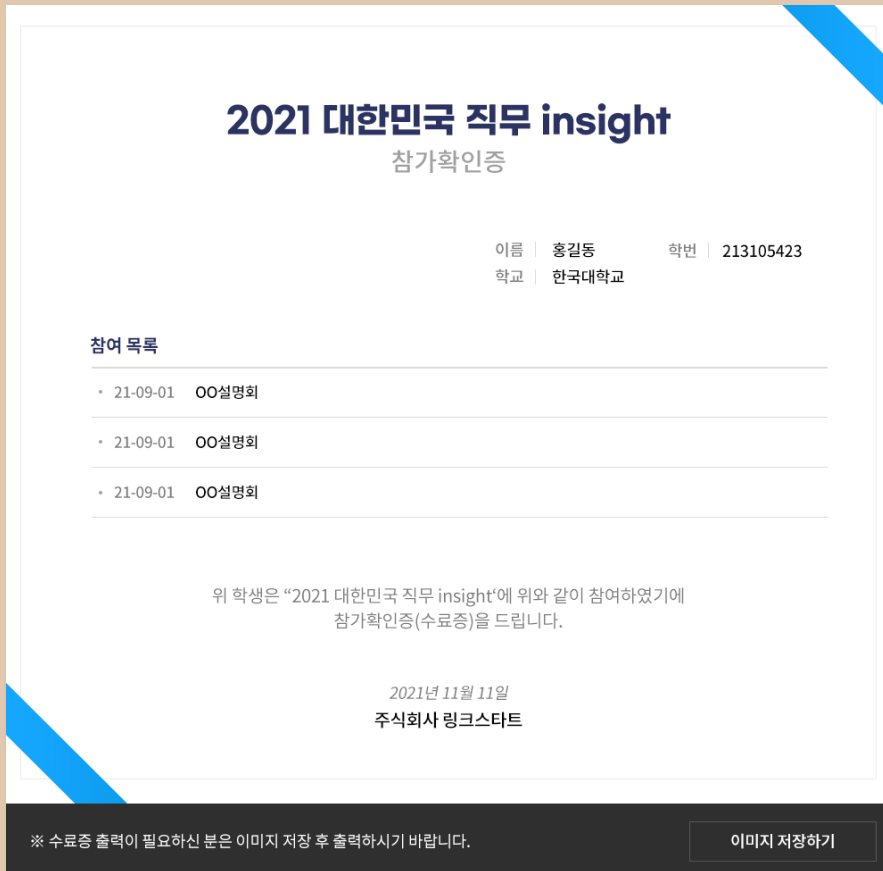 2021 대한민국 직무 insight
참가확인증
이름 홍길동 학번 213105423
학교 한국대학교
참여 목록
• 21-09-01 OO설명회
• 21-09-01 OO설명회
• 21-09-01 OO설명회
위 학생은 “2021 대한민국 직무 insight‘에 위와 같이 참여하였기에
참가확인증(수료증)을 드립니다.
2021년 11월 11일
주식회사 링크스타트
※ 수료증 출력이 필요하신 분은 이미지 저장 후 출력하시기 바랍니다.
이미지 저장하기